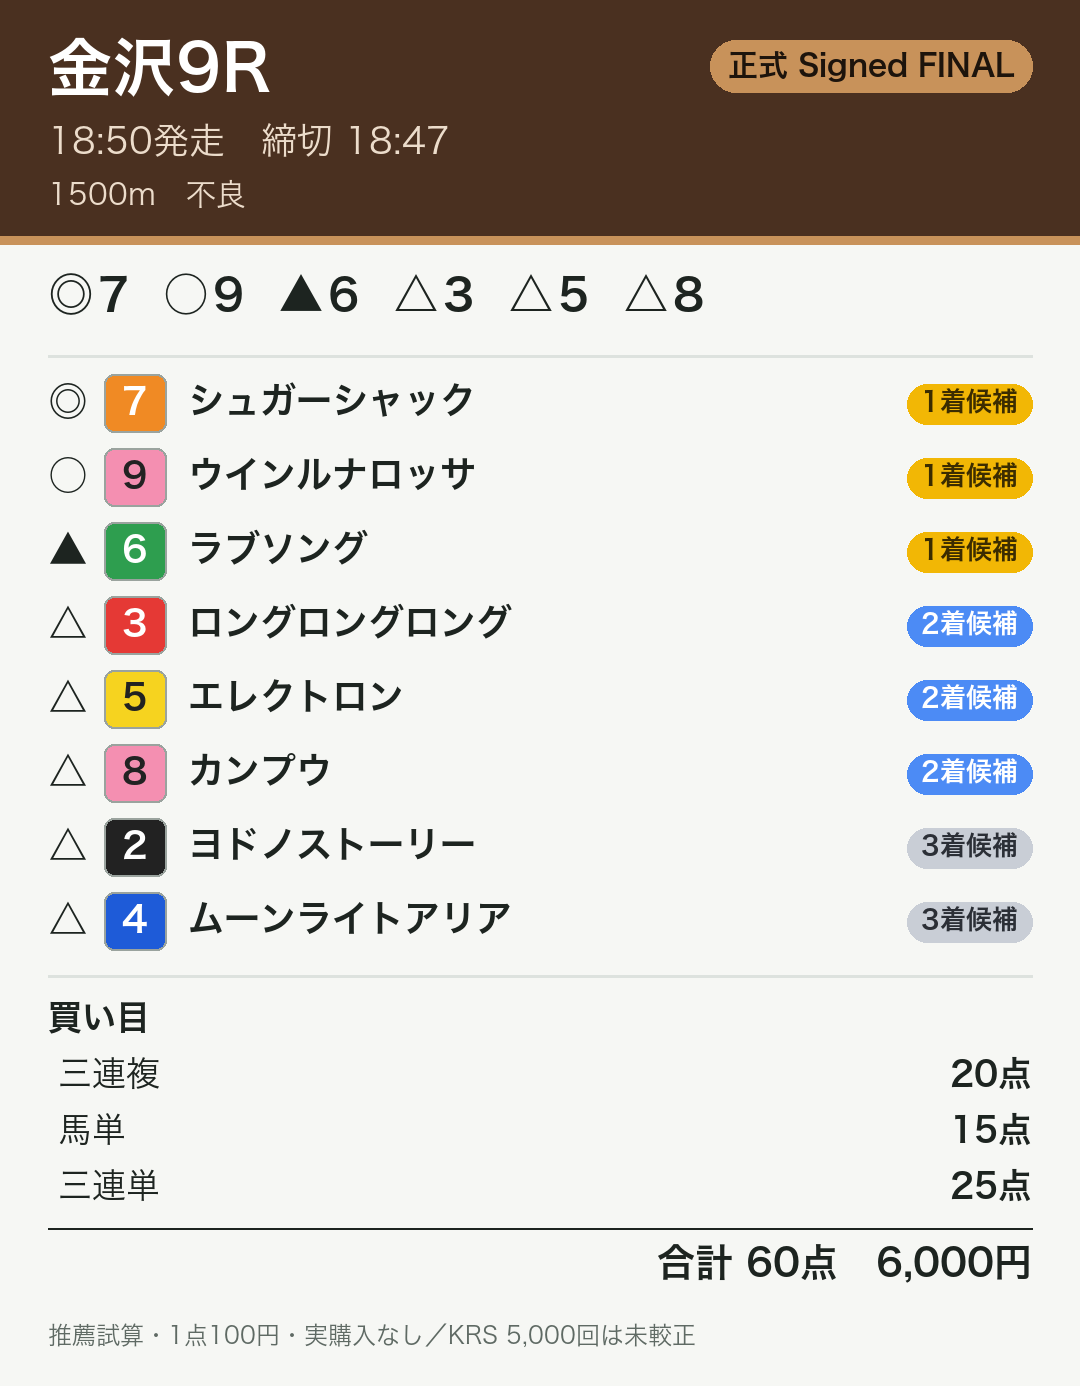 金沢9R
正式 Signed FINAL
18:50発走　締切 18:47
1500m　不良
◎7 ○9 ▲6 △3 △5 △8
◎ 7 シュガーシャック 1着候補
○ 9 ウインルナロッサ 1着候補
▲ 6 ラブソング 1着候補
△ 3 ロングロングロング 2着候補
△ 5 エレクトロン 2着候補
△ 8 カンプウ 2着候補
△ 2 ヨドノストーリー 3着候補
△ 4 ムーンライトアリア 3着候補
買い目
三連複 20点
馬単 15点
三連単 25点
合計 60点　6,000円
推薦試算・1点100円・実購入なし／KRS 5,000回は未較正